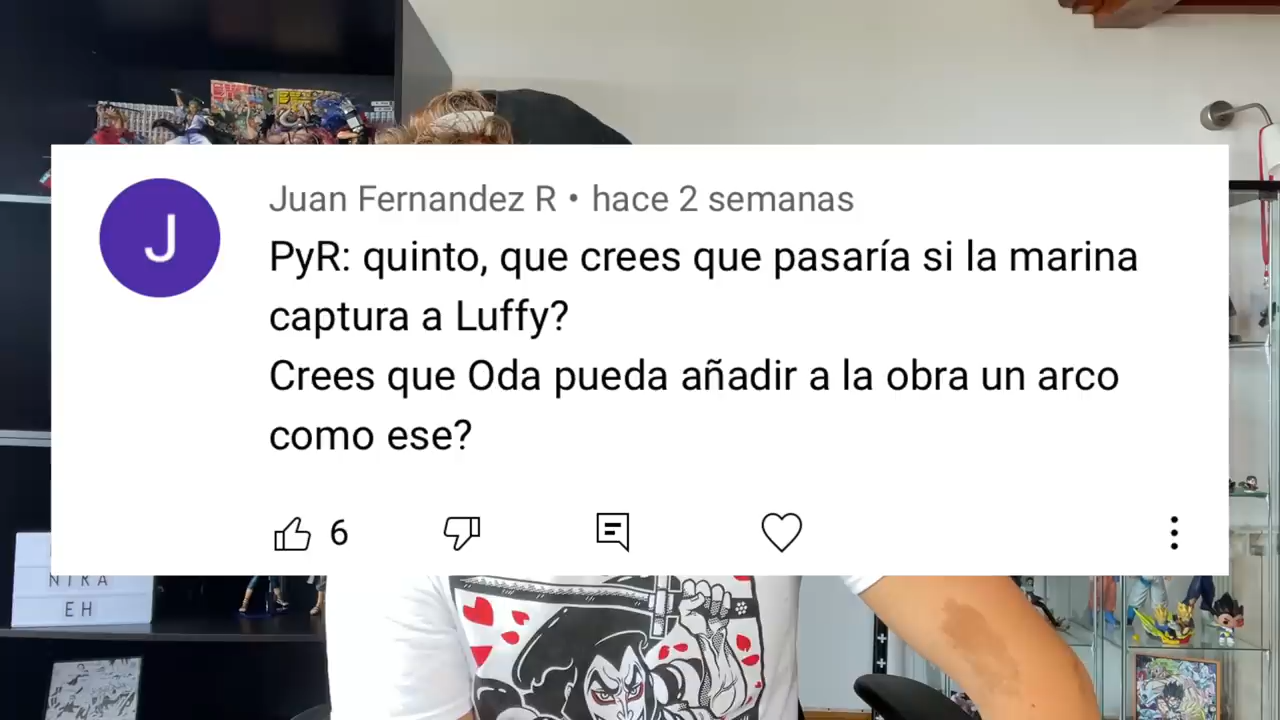 Juan Fernandez R • hace 2 semanas
J
PyR: quinto, que crees que pasaría si la marina
captura a Luffy?
Crees que Oda pueda añadir a la obra un arco
como ese?
6
EH